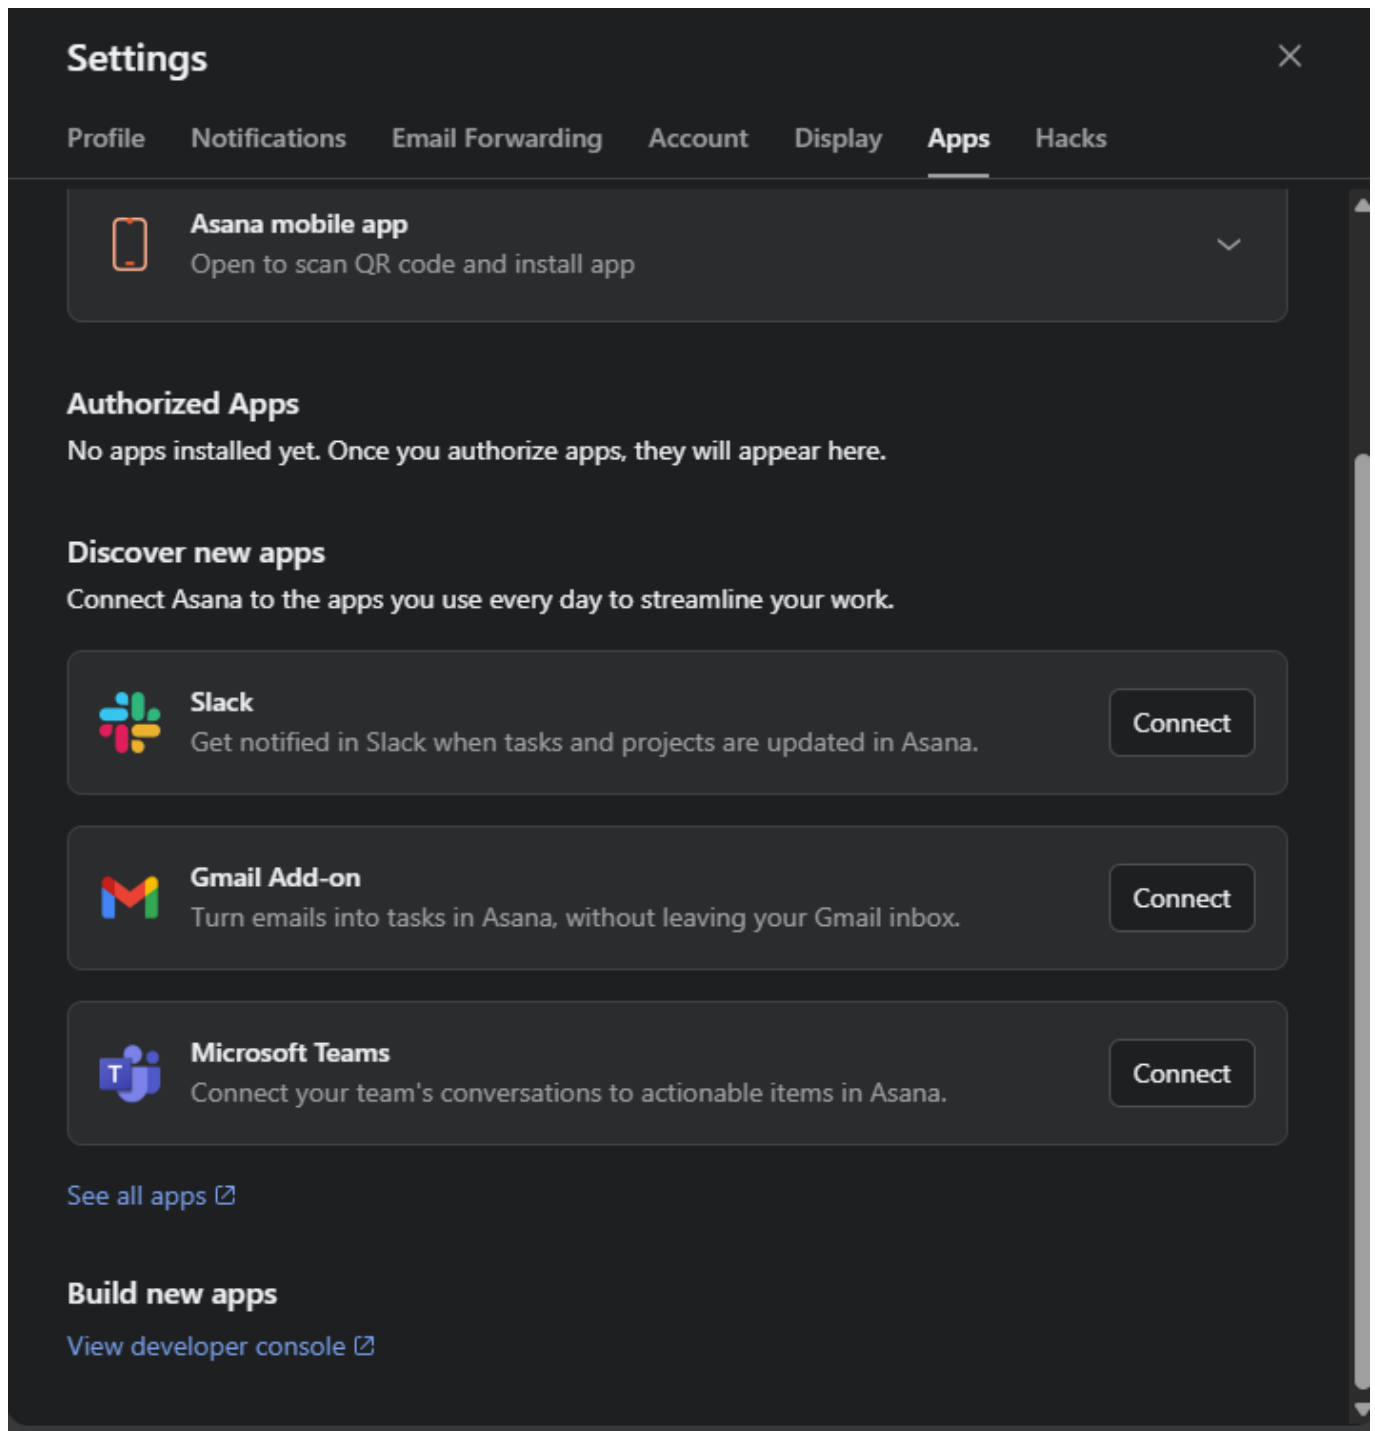 Settings
Profile Notifications Email Forwarding Account Display Apps Hacks
Asana mobile app
Open to scan QR code and install app
Authorized Apps
No apps installed yet. Once you authorize apps, they will appear here.
Discover new apps
Connect Asana to the apps you use every day to streamline your work.
Slack
Get notified in Slack when tasks and projects are updated in Asana.
Connect
Gmail Add-on
Turn emails into tasks in Asana, without leaving your Gmail inbox.
Connect
T
Microsoft Teams
Connect your team's conversations to actionable items in Asana.
Connect
See all apps
Build new apps
View developer console